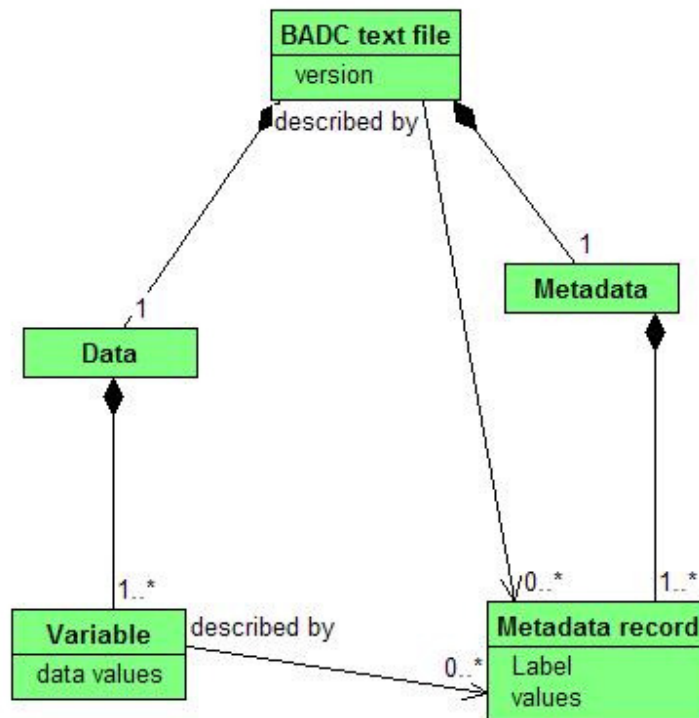 BADC text file
version
described by
1
Metadata
1
Data
0..*
1..*
1..*
Variable
data values
described by
0..*
Metadata record
Label
values